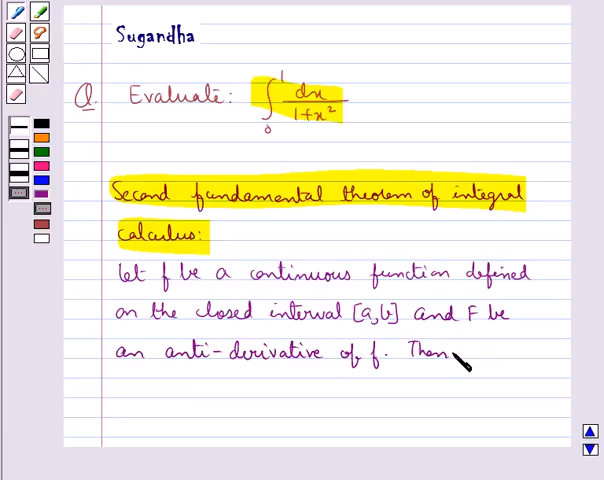 Sugandha
Q. Evaluate: ∫₀¹ dx/(1+x²)
Second fundamental theorem of integral
calculus:
Let f be a continuous function defined
on the closed interval [a,b] and F be
an anti-derivative of f. Then